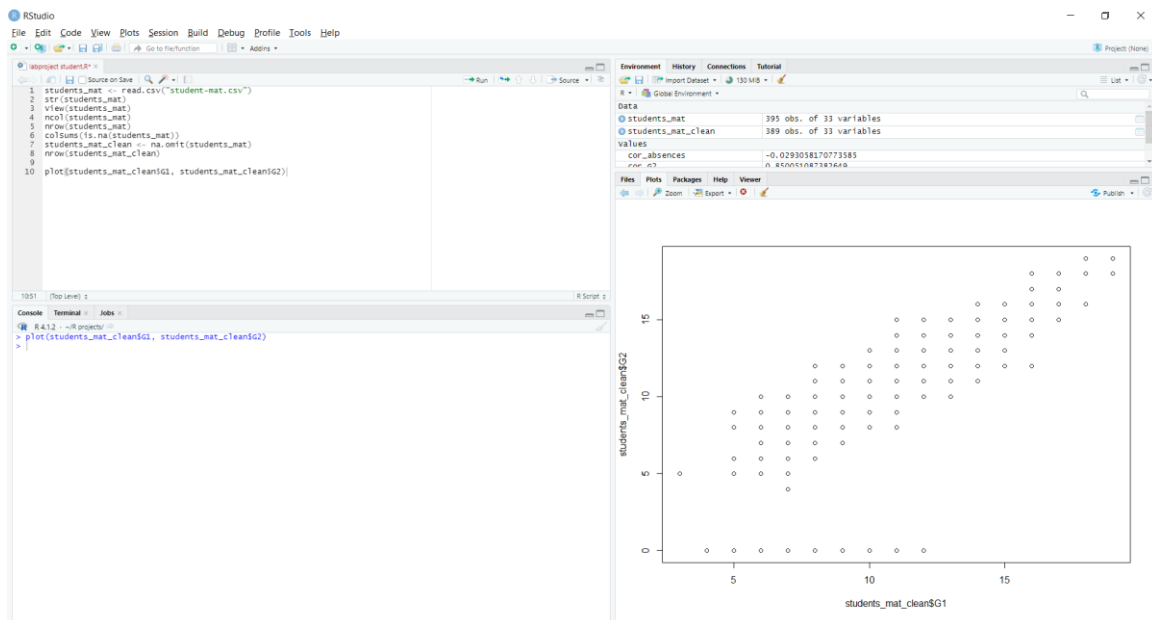 RStudio
File Edit Code View Plots Session Build Debug Profile Tools Help
Go to file/function Addins Project: (None)
labproject student.R*
Source on Save Run Source
1 students_mat <- read.csv("student-mat.csv")
2 str(students_mat)
3 View(students_mat)
4 ncol(students_mat)
5 nrow(students_mat)
6 colSums(is.na(students_mat))
7 students_mat_clean <- na.omit(students_mat)
8 nrow(students_mat_clean)
9
10 plot(students_mat_clean$G1, students_mat_clean$G2)
10:51 (Top Level) R Script
Console Terminal Jobs
R 4.1.2 · ~/R projects/
> plot(students_mat_clean$G1, students_mat_clean$G2)
>
Environment History Connections Tutorial
Import Dataset 130 MiB List
R Global Environment
Data
students_mat 395 obs. of 33 variables
students_mat_clean 389 obs. of 33 variables
values
cor_absences -0.0293058170773585
cor_G2 0.850051087382649
Files Plots Packages Help Viewer
Zoom Export Publish
students_mat_clean$G2
15
10
5
0
5 10 15
students_mat_clean$G1